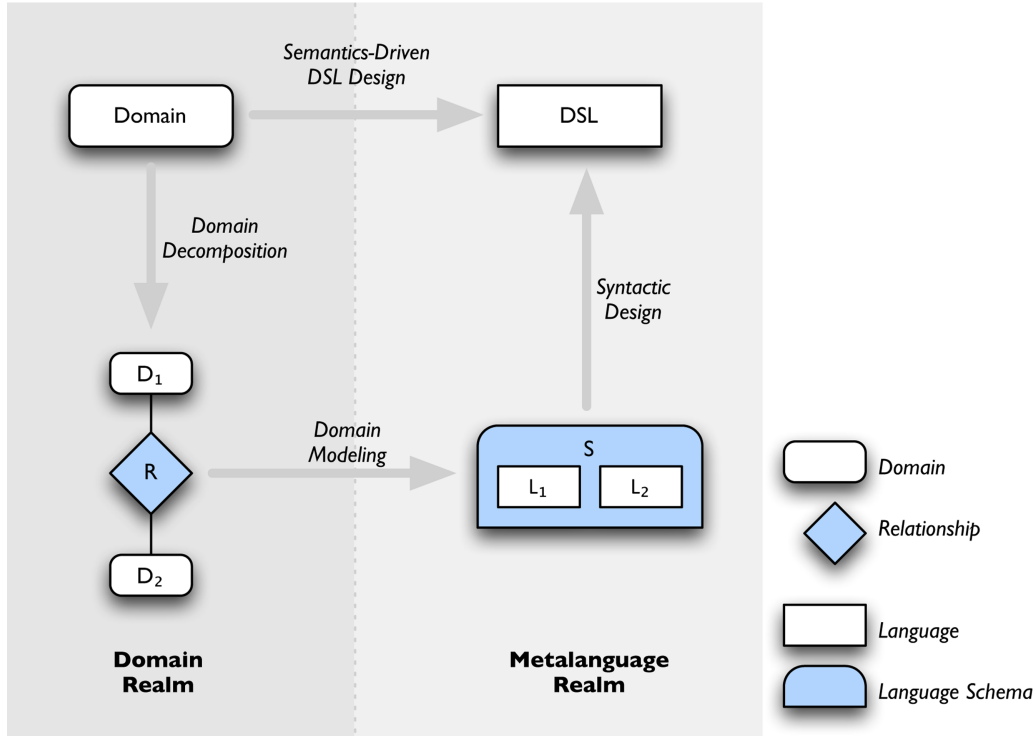 Semantics-Driven
DSL Design
Domain
DSL
Domain
Decomposition
Syntactic
Design
D₁
R
D₂
Domain
Modeling
S
L₁
L₂
Domain
Realm
Metalanguage
Realm
Domain
Relationship
Language
Language Schema